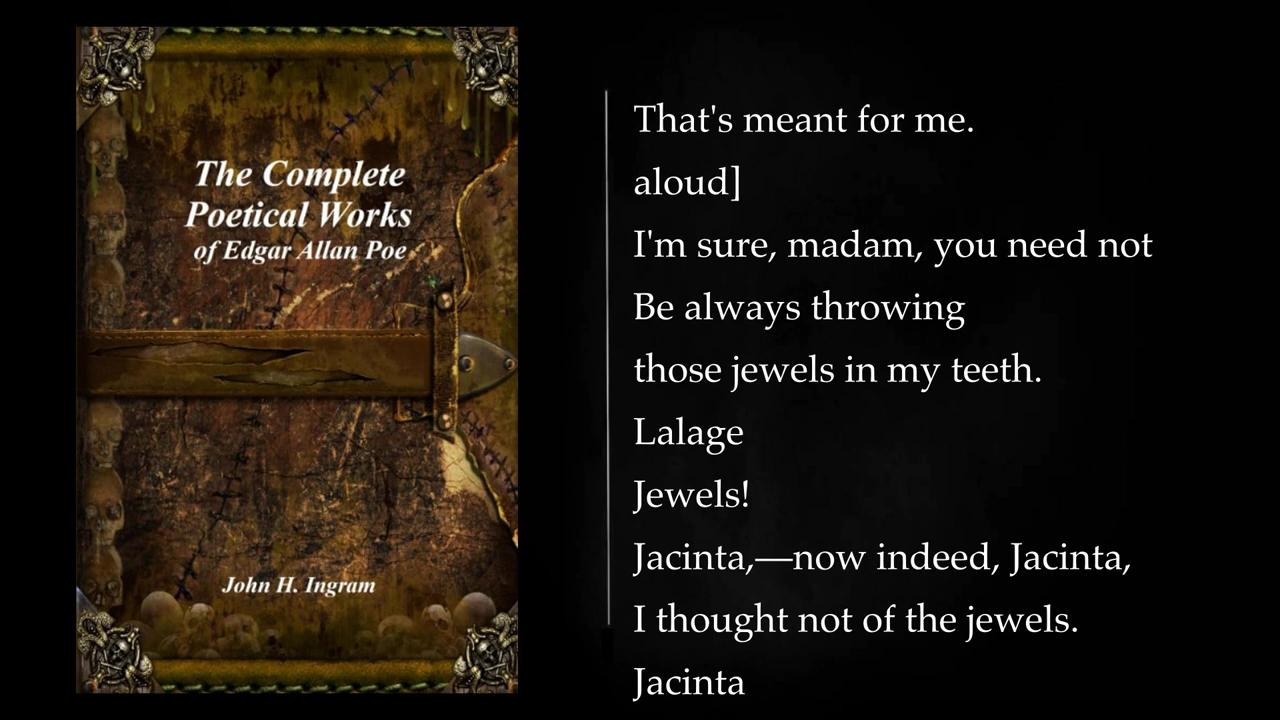 The Complete
Poetical Works
of Edgar Allan Poe
John H. Ingram
That's meant for me.
aloud]
I'm sure, madam, you need not
Be always throwing
those jewels in my teeth.
Lalage
Jewels!
Jacinta,—now indeed, Jacinta,
I thought not of the jewels.
Jacinta